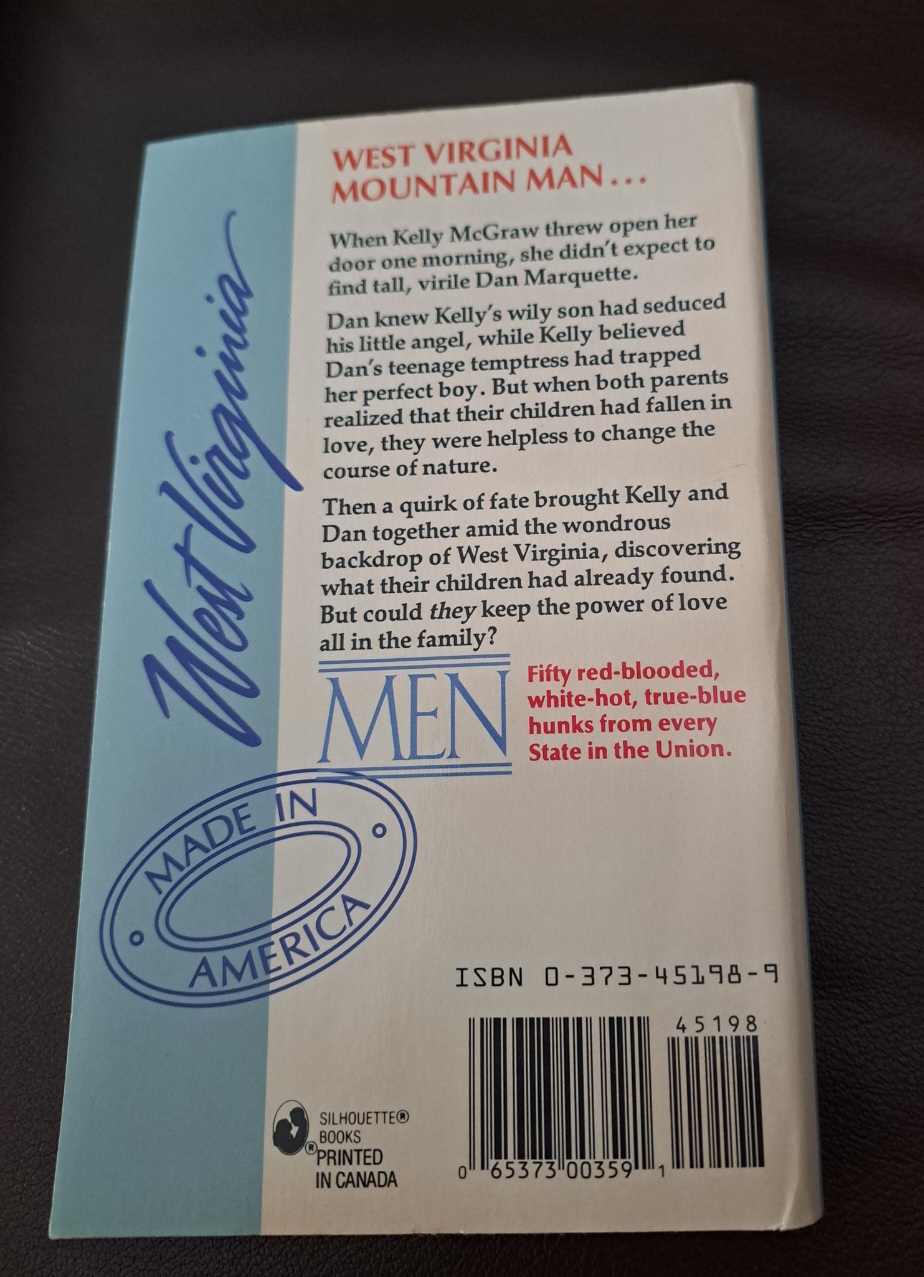 WEST VIRGINIA
MOUNTAIN MAN...
When Kelly McGraw threw open her
door one morning, she didn't expect to
find tall, virile Dan Marquette.
Dan knew Kelly's wily son had seduced
his little angel, while Kelly believed
Dan's teenage temptress had trapped
her perfect boy. But when both parents
realized that their children had fallen in
love, they were helpless to change the
course of nature.
Then a quirk of fate brought Kelly and
Dan together amid the wondrous
backdrop of West Virginia, discovering
what their children had already found.
But could they keep the power of love
all in the family?
West Virginia
MEN
Fifty red-blooded,
white-hot, true-blue
hunks from every
State in the Union.
MADE IN
AMERICA
ISBN 0-373-45198-9
45198
0 65373 00359 1
SILHOUETTE®
BOOKS
®
PRINTED
IN CANADA